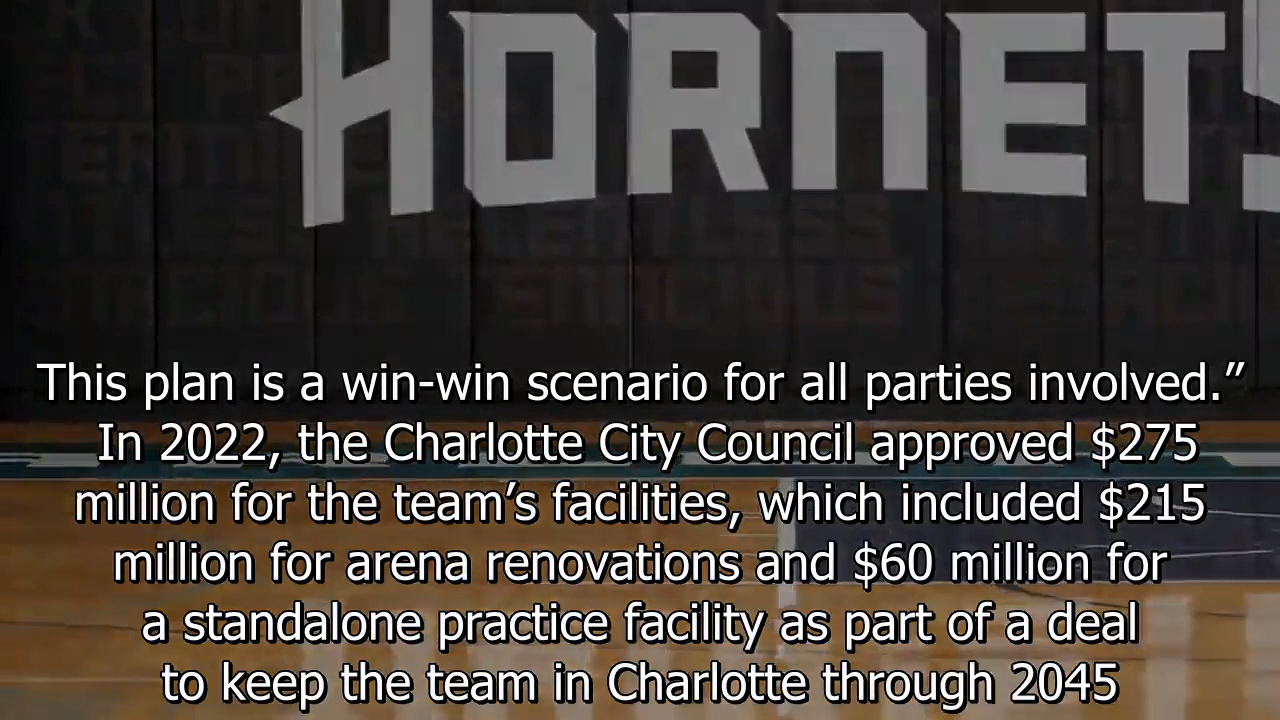 HORNETS
This plan is a win-win scenario for all parties involved.”
In 2022, the Charlotte City Council approved $275
million for the team’s facilities, which included $215
million for arena renovations and $60 million for
a standalone practice facility as part of a deal
to keep the team in Charlotte through 2045